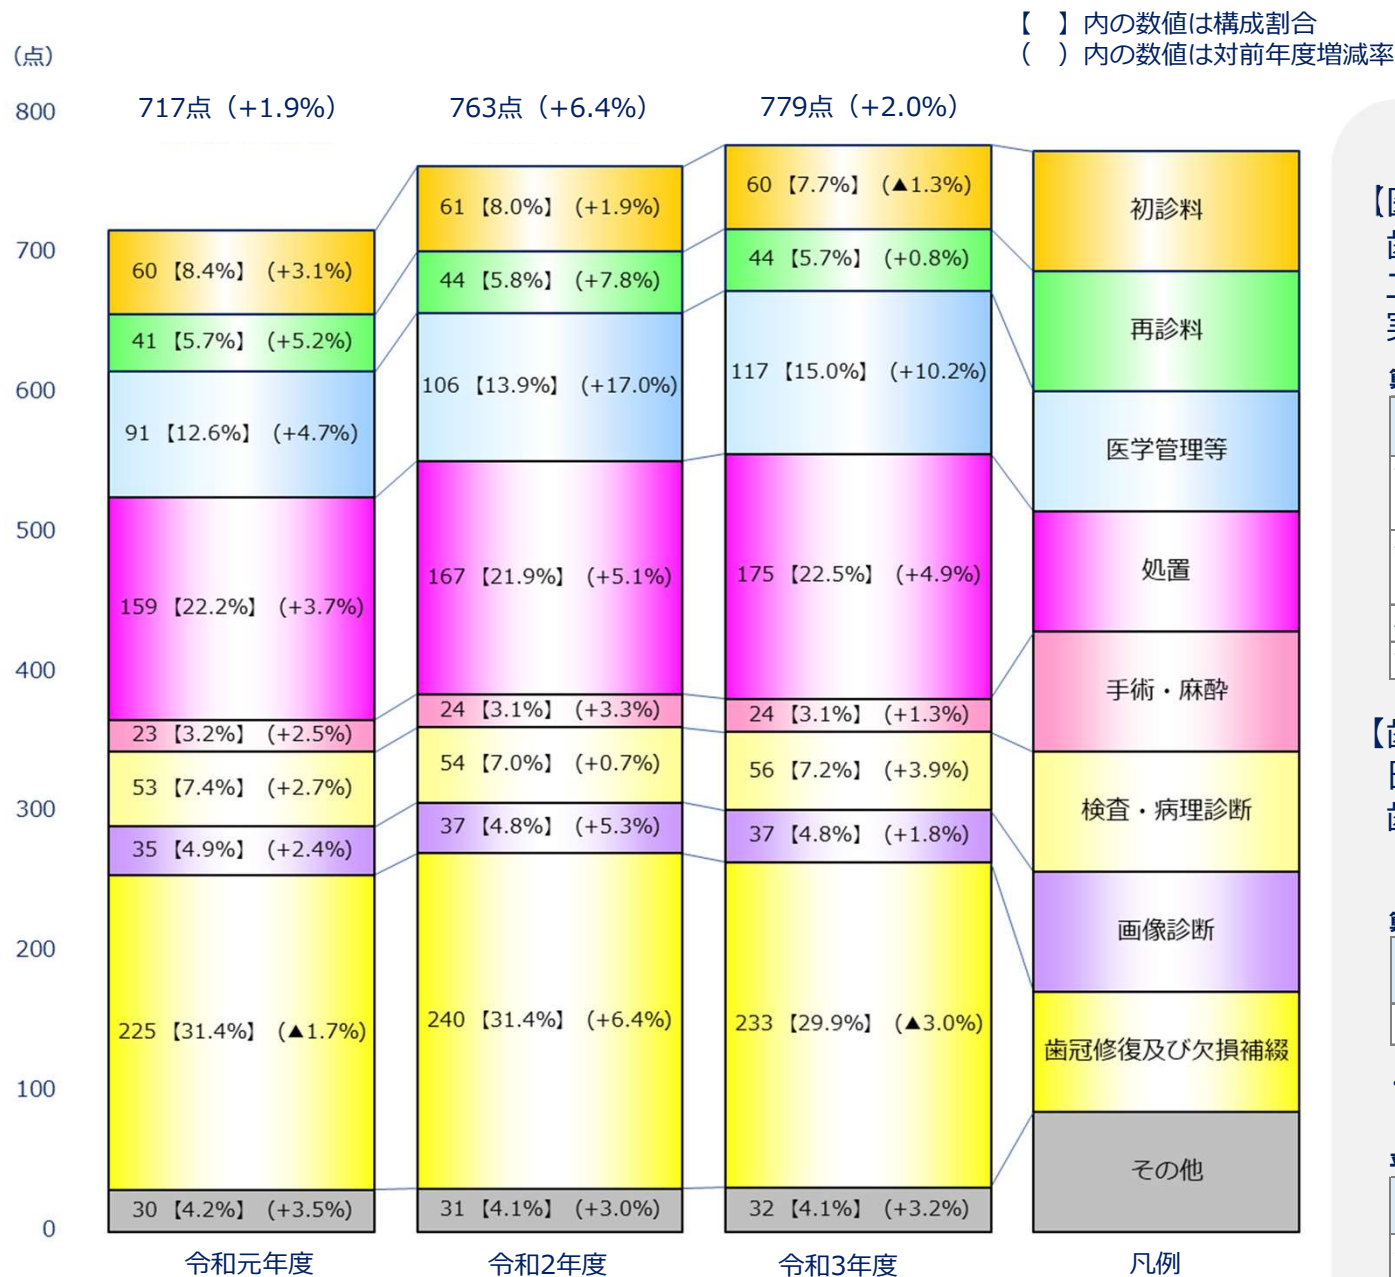 【　】内の数値は構成割合
(　）内の数値は対前年度増減率
（点）
800
700
600
500
400
300
200
100
0
717点（+1.9%）
60 【8.4%】 (+3.1%)
41 【5.7%】 (+5.2%)
91 【12.6%】 (+4.7%)
159 【22.2%】 (+3.7%)
23 【3.2%】 (+2.5%)
53 【7.4%】 (+2.7%)
35 【4.9%】 (+2.4%)
225 【31.4%】 (▲1.7%)
30 【4.2%】 (+3.5%)
令和元年度
763点（+6.4%）
61 【8.0%】 (+1.9%)
44 【5.8%】 (+7.8%)
106 【13.9%】 (+17.0%)
167 【21.9%】 (+5.1%)
24 【3.1%】 (+3.3%)
54 【7.0%】 (+0.7%)
37 【4.8%】 (+5.3%)
240 【31.4%】 (+6.4%)
31 【4.1%】 (+3.0%)
令和2年度
779点（+2.0%）
60 【7.7%】 (▲1.3%)
44 【5.7%】 (+0.8%)
117 【15.0%】 (+10.2%)
175 【22.5%】 (+4.9%)
24 【3.1%】 (+1.3%)
56 【7.2%】 (+3.9%)
37 【4.8%】 (+1.8%)
233 【29.9%】 (▲3.0%)
32 【4.1%】 (+3.2%)
令和3年度
初診料
再診料
医学管理等
処置
手術・麻酔
検査・病理診断
画像診断
歯冠修復及び欠損補綴
その他
凡例